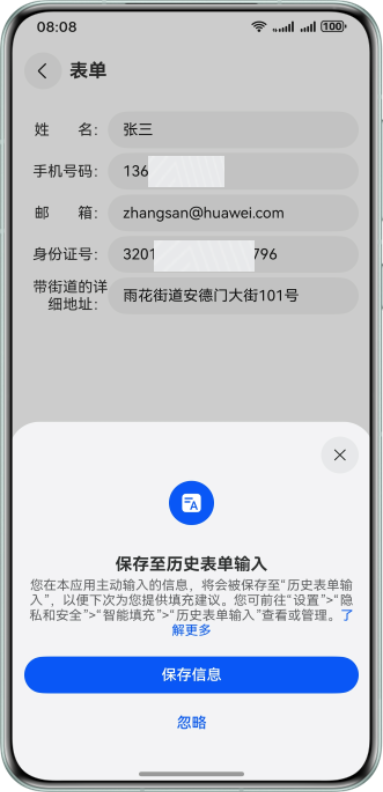 08:08 100
表单
姓 名： 张三
手机号码： 136
邮 箱： zhangsan@huawei.com
身份证号： 3201 796
带街道的详
细地址： 雨花街道安德门大街101号
A
保存至历史表单输入
您在本应用主动输入的信息，将会被保存至“历史表单输
入”，以便下次为您提供填充建议。您可前往“设置”>“隐
私和安全”>“智能填充”>“历史表单输入”查看或管理。了
解更多
保存信息
忽略